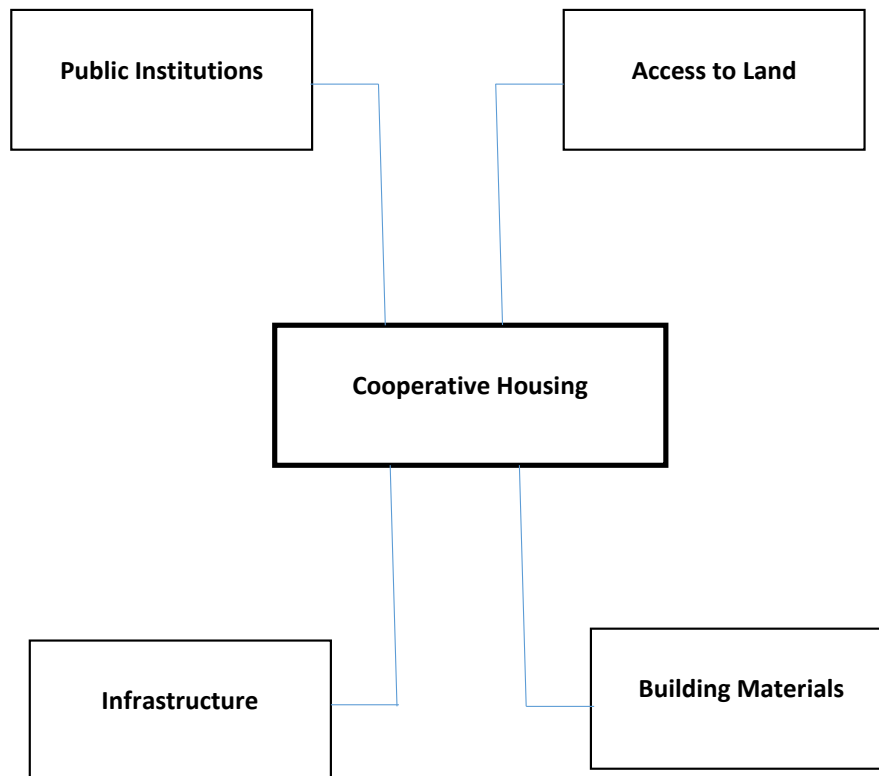 Public Institutions
Access to Land
Cooperative Housing
Infrastructure
Building Materials